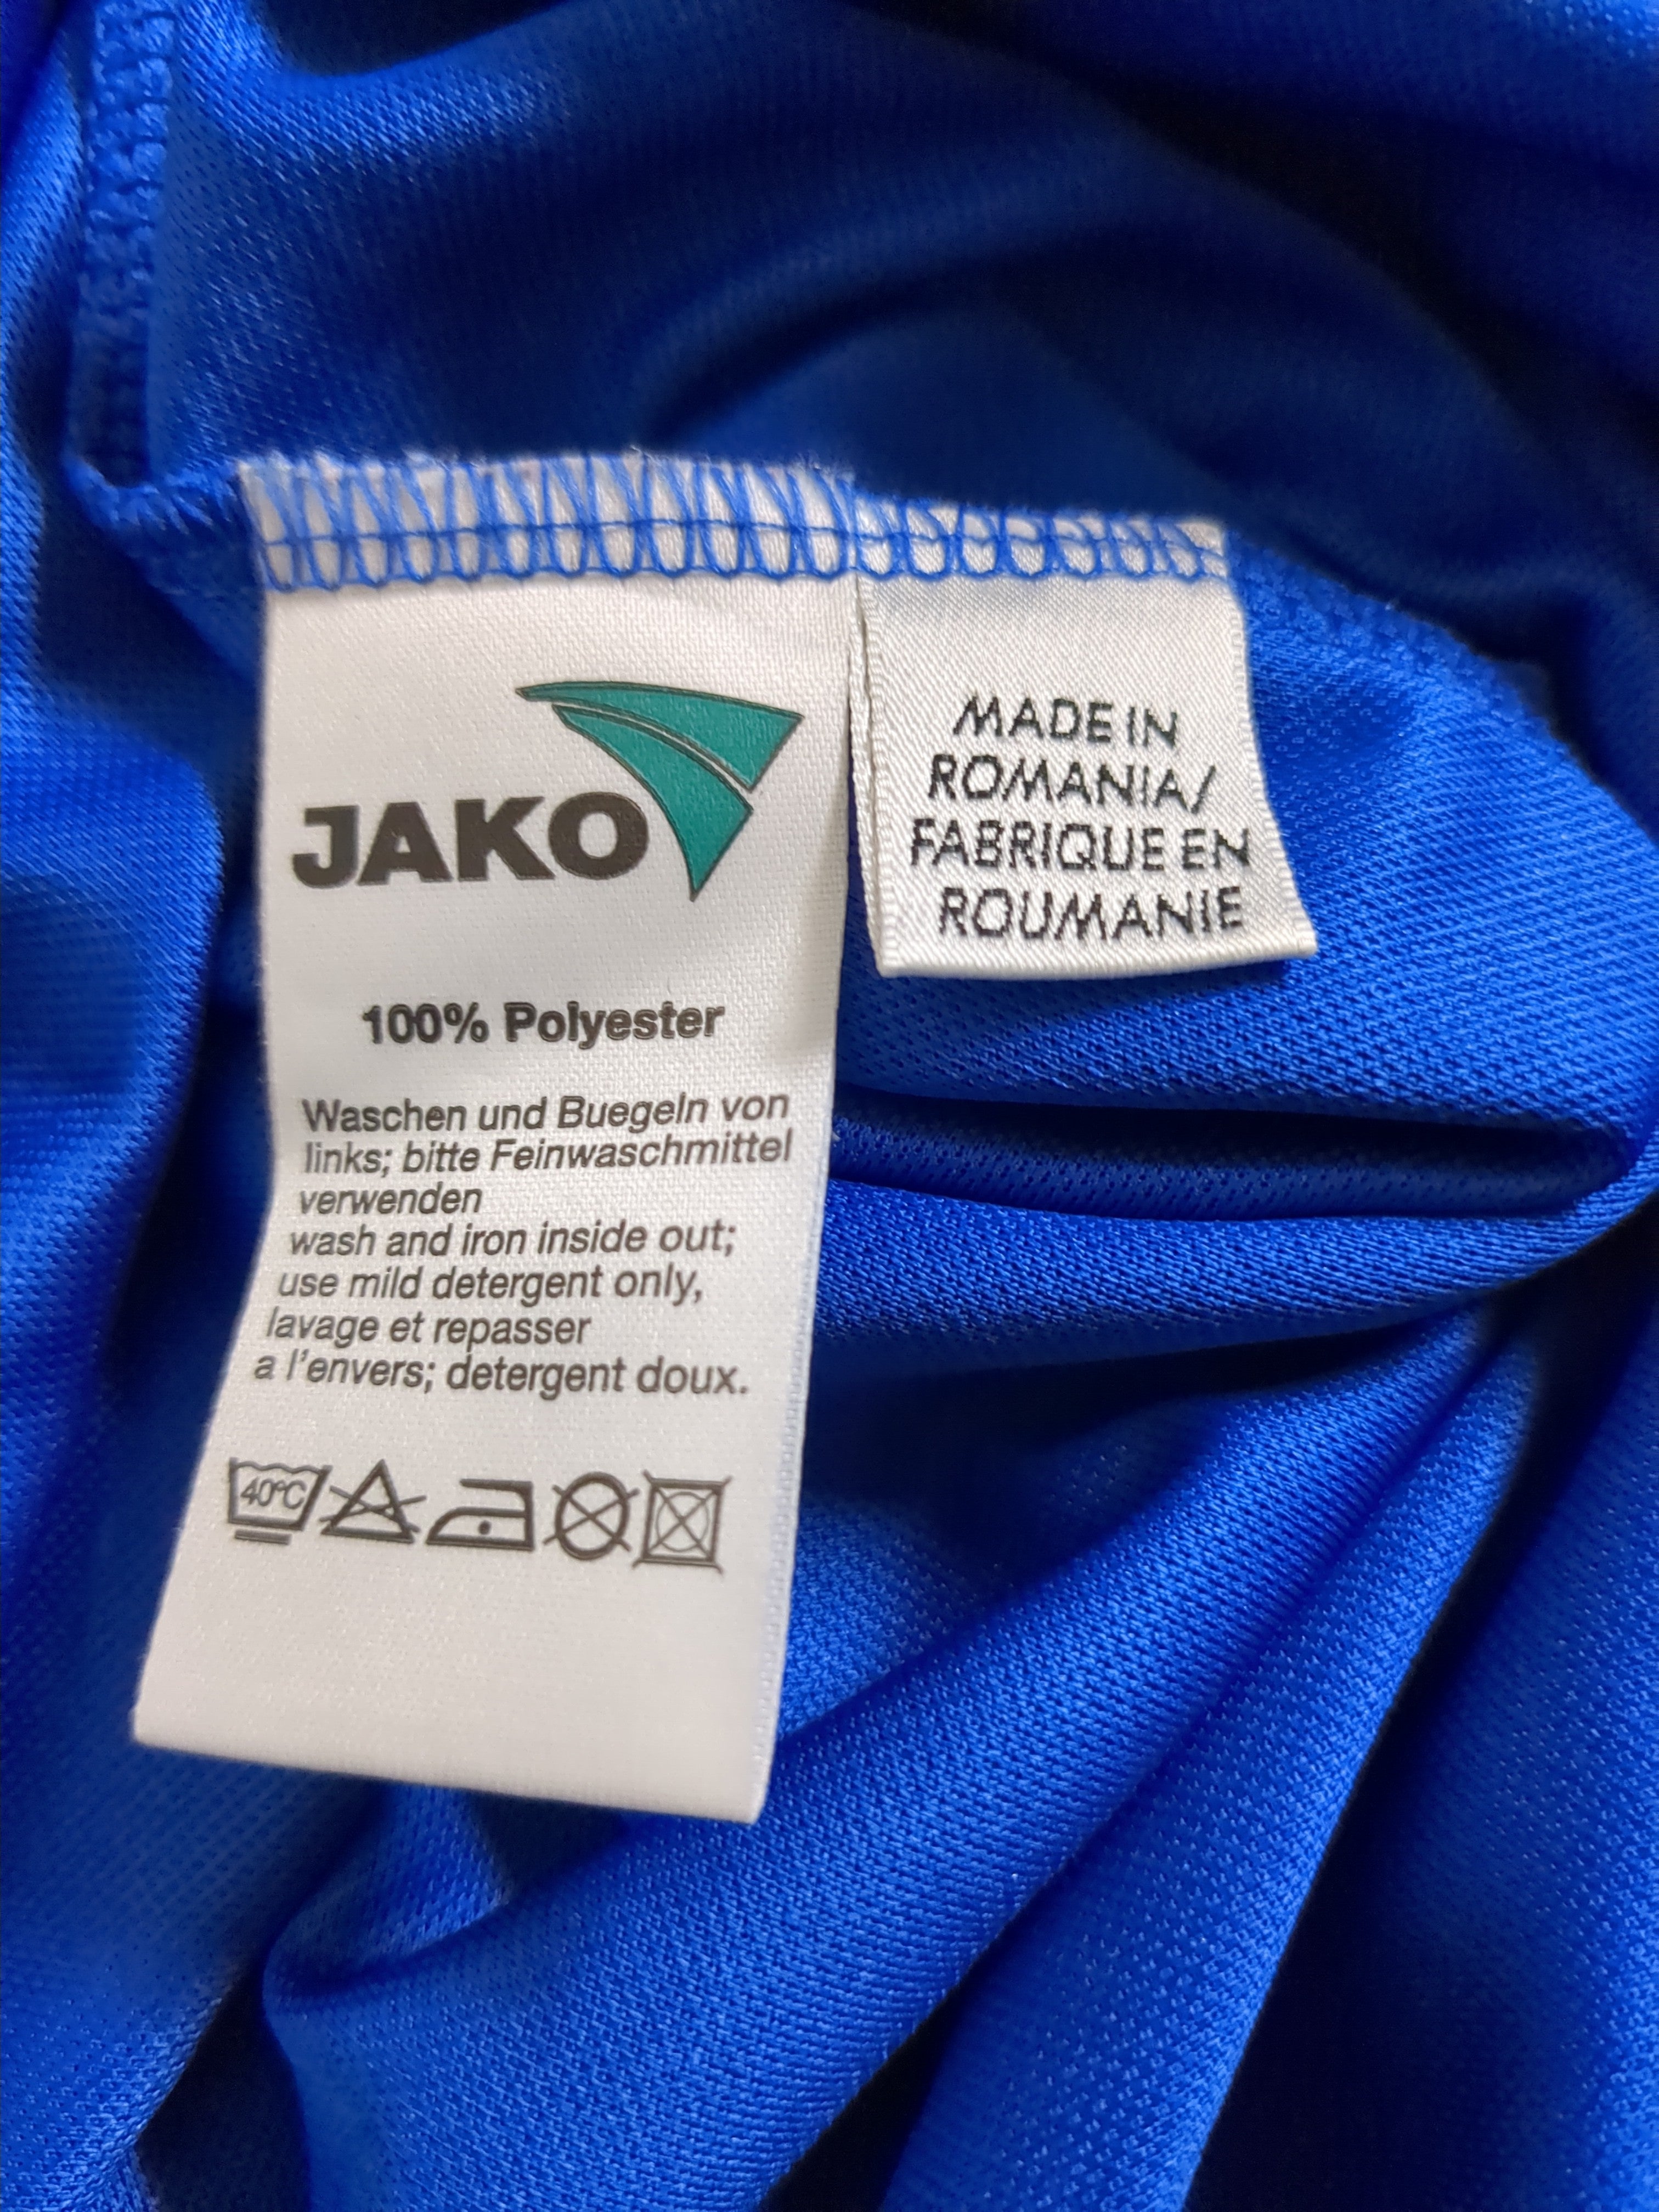 JAKO
100% Polyester
Waschen und Buegeln von
links; bitte Feinwaschmittel
verwenden
wash and iron inside out;
use mild detergent only,
lavage et repasser
a l'envers; detergent doux.
40°C
MADE IN
ROMANIA/
FABRIQUE EN
ROUMANIE